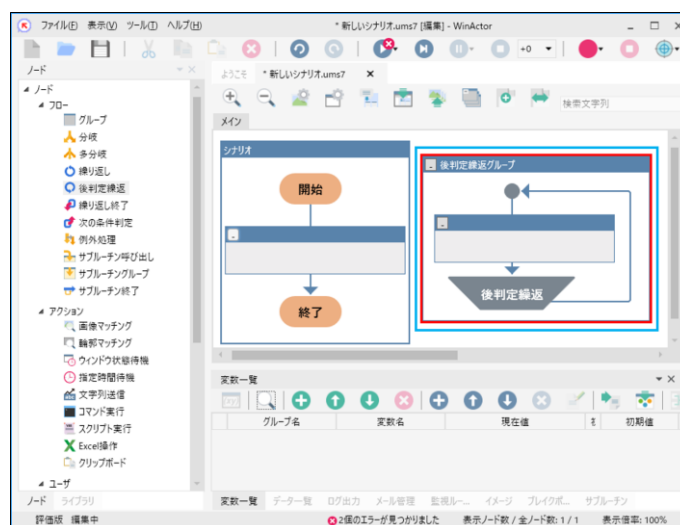 ファイル(F) 表示(V) ツール(T) ヘルプ(H)
* 新しいシナリオ.ums7 [編集] - WinActor
+0
ノード
ノード
フロー
グループ
分岐
多分岐
繰り返し
後判定繰返
繰り返し終了
次の条件判定
例外処理
サブルーチン呼び出し
サブルーチングループ
サブルーチン終了
アクション
画像マッチング
輪郭マッチング
ウィンドウ状態待機
指定時間待機
文字列送信
コマンド実行
スクリプト実行
Excel操作
クリップボード
ユーザ
ノード ライブラリ
ようこそ * 新しいシナリオ.ums7
検索文字列
メイン
シナリオ
開始
終了
後判定繰返グループ
後判定繰返
変数一覧
グループ名 変数名 現在値 初期値
変数一覧 データ一覧 ログ出力 メール管理 監視ルー... イメージ ブレイクポ... サブルーチン
評価版 編集中 2個のエラーが見つかりました 表示ノード数 / 全ノード数: 1 / 1 表示倍率: 100%